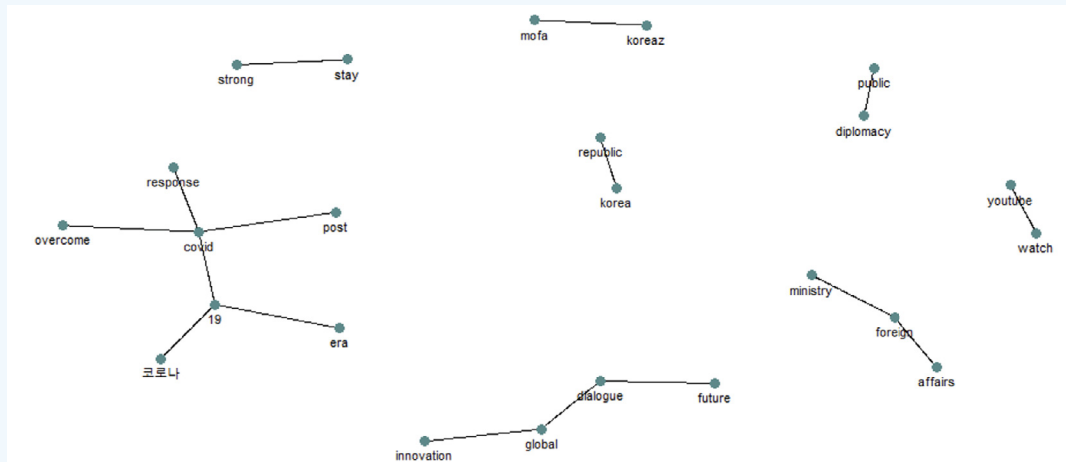 mofa
koreaz
strong
stay
public
diplomacy
republic
korea
response
youtube
watch
overcome
covid
post
ministry
foreign
affairs
19
era
코로나
dialogue
future
global
innovation